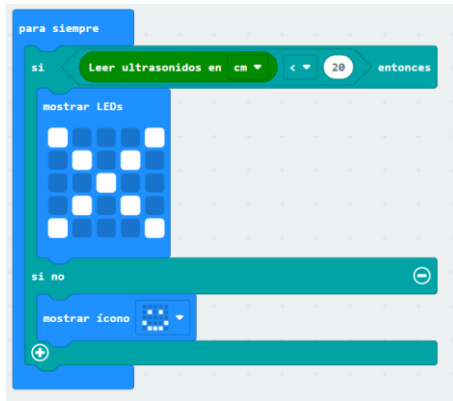 para siempre
si Leer ultrasonidos en cm < 20 entonces
mostrar LEDs
si no
mostrar ícono